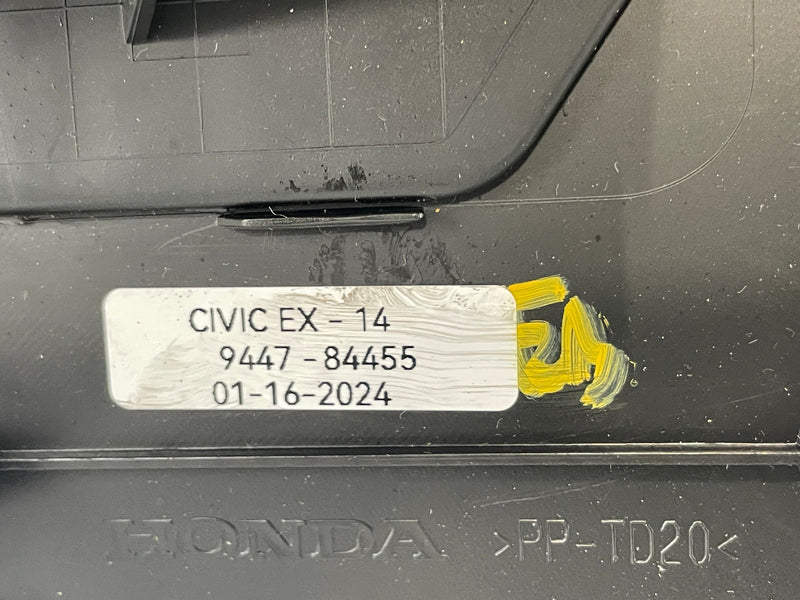 CIVIC EX - 14
9447 - 84455
01-16-2024
HONDA
>PP-TD20<